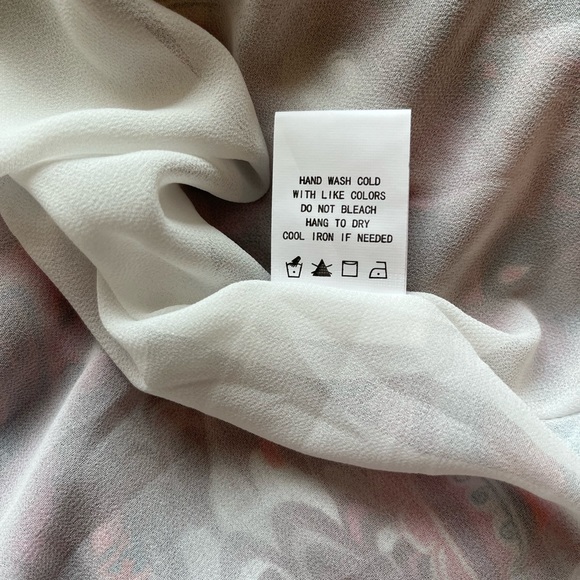 HAND WASH COLD
WITH LIKE COLORS
DO NOT BLEACH
HANG TO DRY
COOL IRON IF NEEDED